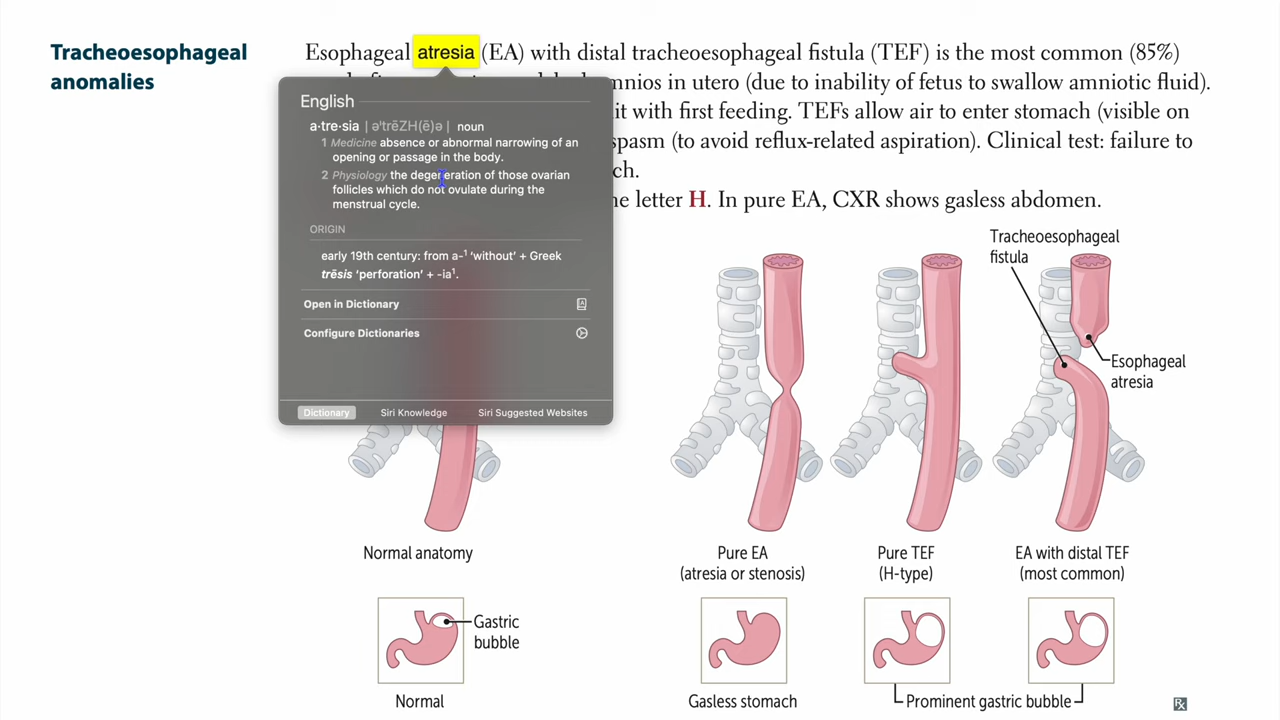 Tracheoesophageal
anomalies
Esophageal atresia (EA) with distal tracheoesophageal fistula (TEF) is the most common (85%)
mnios in utero (due to inability of fetus to swallow amniotic fluid).
it with first feeding. TEFs allow air to enter stomach (visible on
spasm (to avoid reflux-related aspiration). Clinical test: failure to
ch.
ne letter H. In pure EA, CXR shows gasless abdomen.
English
a·tre·sia | əˈtrēZH(ē)ə | noun
1 Medicine absence or abnormal narrowing of an
opening or passage in the body.
2 Physiology the degeneration of those ovarian
follicles which do not ovulate during the
menstrual cycle.
ORIGIN
early 19th century: from a-¹ ‘without’ + Greek
trēsis ‘perforation’ + -ia¹.
Open in Dictionary
Configure Dictionaries
Dictionary Siri Knowledge Siri Suggested Websites
Tracheoesophageal
fistula
Esophageal
atresia
Normal anatomy
Pure EA
(atresia or stenosis)
Pure TEF
(H-type)
EA with distal TEF
(most common)
Gastric
bubble
Normal
Gasless stomach
Prominent gastric bubble
Rx